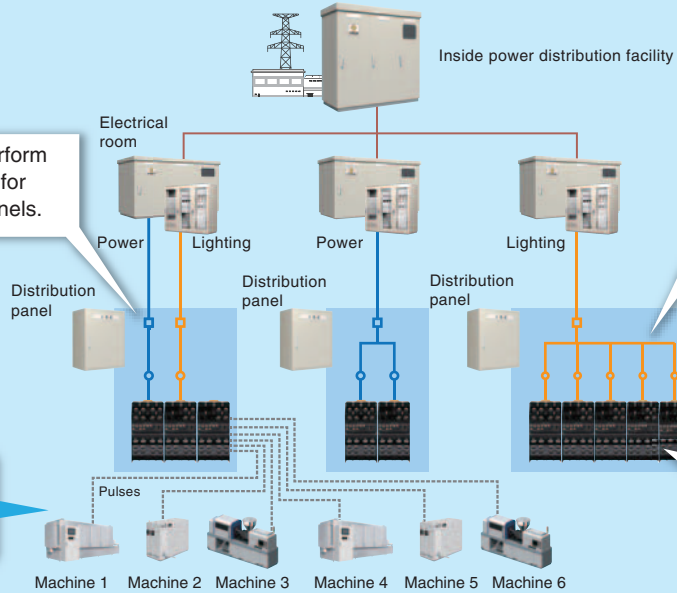 Inside power distribution facility
Electrical
room
for
nels.
Power
Lighting
Power
Lighting
Distribution
panel
Distribution
panel
Distribution
panel
Pulses
Machine 1
Machine 2
Machine 3
Machine 4
Machine 5
Machine 6